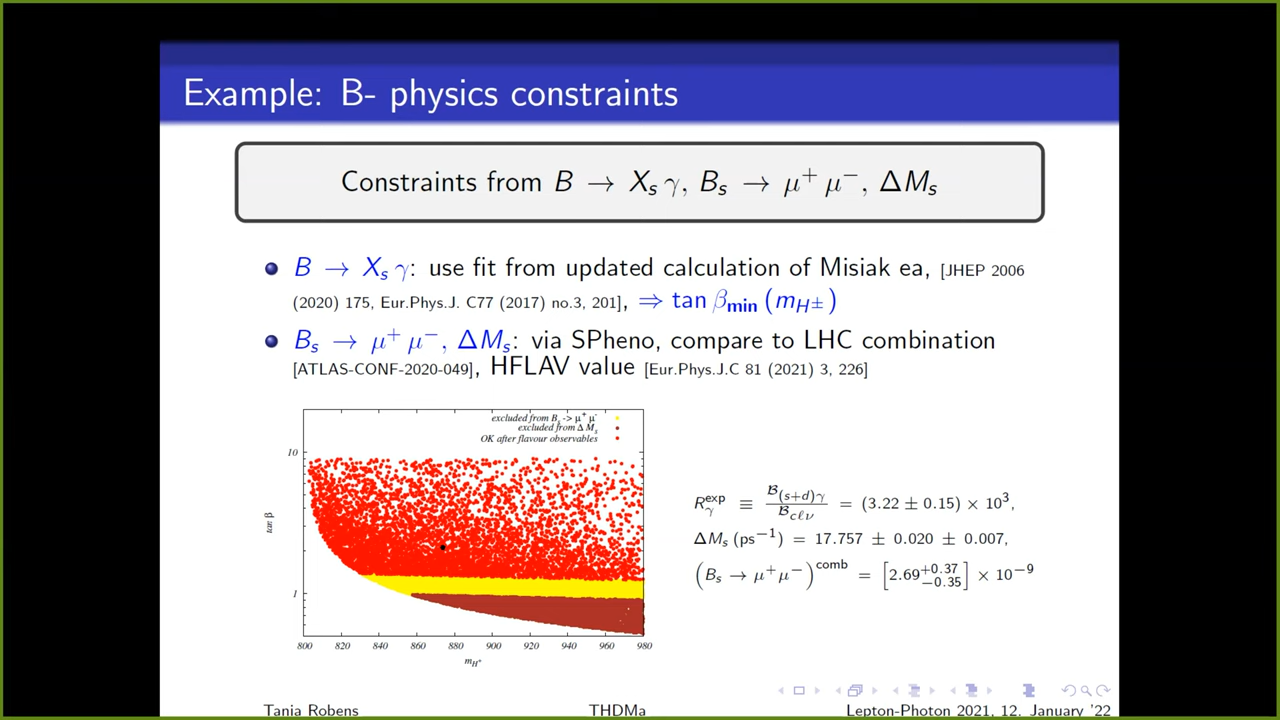 Example: B- physics constraints
Constraints from B → X_s γ, B_s → μ⁺ μ⁻, ΔM_s
B → X_s γ: use fit from updated calculation of Misiak ea, [JHEP 2006
(2020) 175, Eur.Phys.J. C77 (2017) no.3, 201], ⇒ tan β_min (m_H±)
B_s → μ⁺ μ⁻, ΔM_s: via SPheno, compare to LHC combination
[ATLAS-CONF-2020-049], HFLAV value [Eur.Phys.J.C 81 (2021) 3, 226]
excluded from B_s -> μ⁺ μ⁻
excluded from Δ M_s
OK after flavour observables
10
tan β
1
800 820 840 860 880 900 920 940 960 980
m_H⁺
R_γ^exp ≡ B_(s+d)γ / B_cℓν = (3.22 ± 0.15) × 10³,
ΔM_s (ps⁻¹) = 17.757 ± 0.020 ± 0.007,
(B_s → μ⁺ μ⁻)^comb = [2.69 +0.37 −0.35] × 10⁻⁹
Tania Robens THDMa Lepton-Photon 2021, 12. January '22